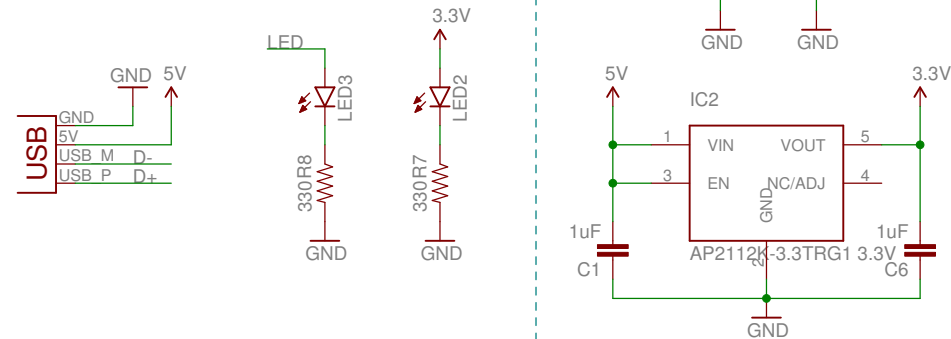 GND
5V
USB
GND
5V
USB_M
D-
USB_P
D+
LED
LED3
330
R8
GND
3.3V
LED2
330
R7
GND
GND
GND
5V
3.3V
IC2
1
VIN
VOUT
5
3
EN
NC/ADJ
4
GND
2
AP2112K-3.3TRG1 3.3V
1uF
C1
1uF
C6
GND